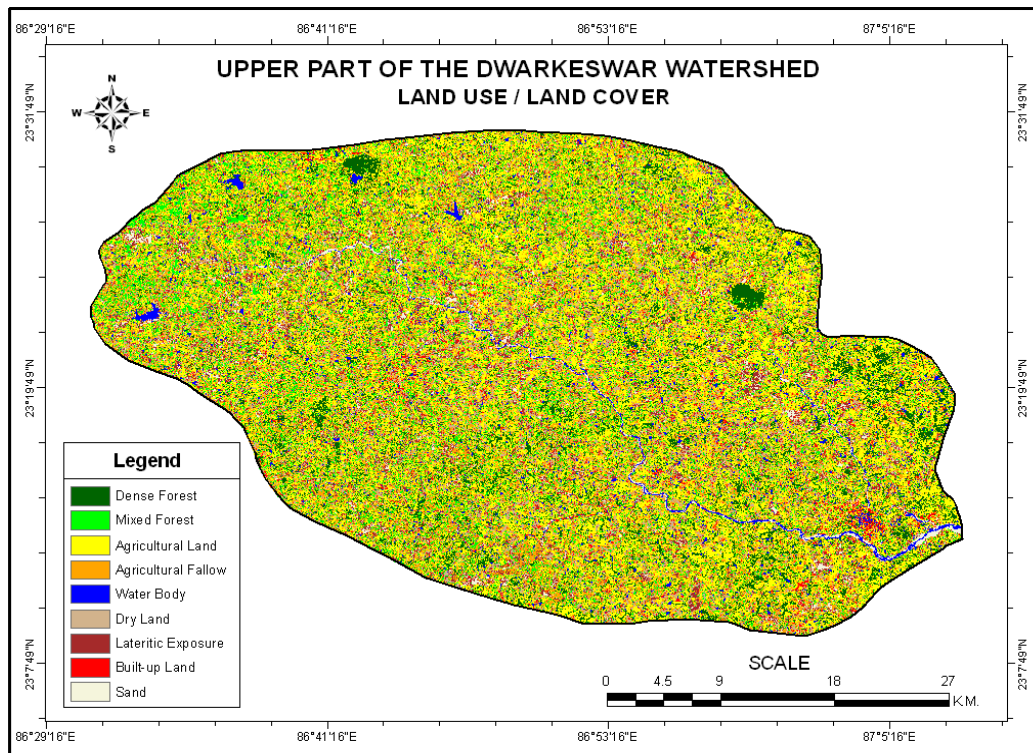 86°29'16"E 86°41'16"E 86°53'16"E 87°5'16"E
UPPER PART OF THE DWARKESWAR WATERSHED
LAND USE / LAND COVER
N
W E
S
23°31'49"N 23°31'49"N
23°19'49"N 23°19'49"N
Legend
Dense Forest
Mixed Forest
Agricultural Land
Agricultural Fallow
Water Body
Dry Land
Lateritic Exposure
Built-up Land
Sand
23°7'49"N 23°7'49"N
SCALE
0 4.5 9 18 27
K.M.
86°29'16"E 86°41'16"E 86°53'16"E 87°5'16"E